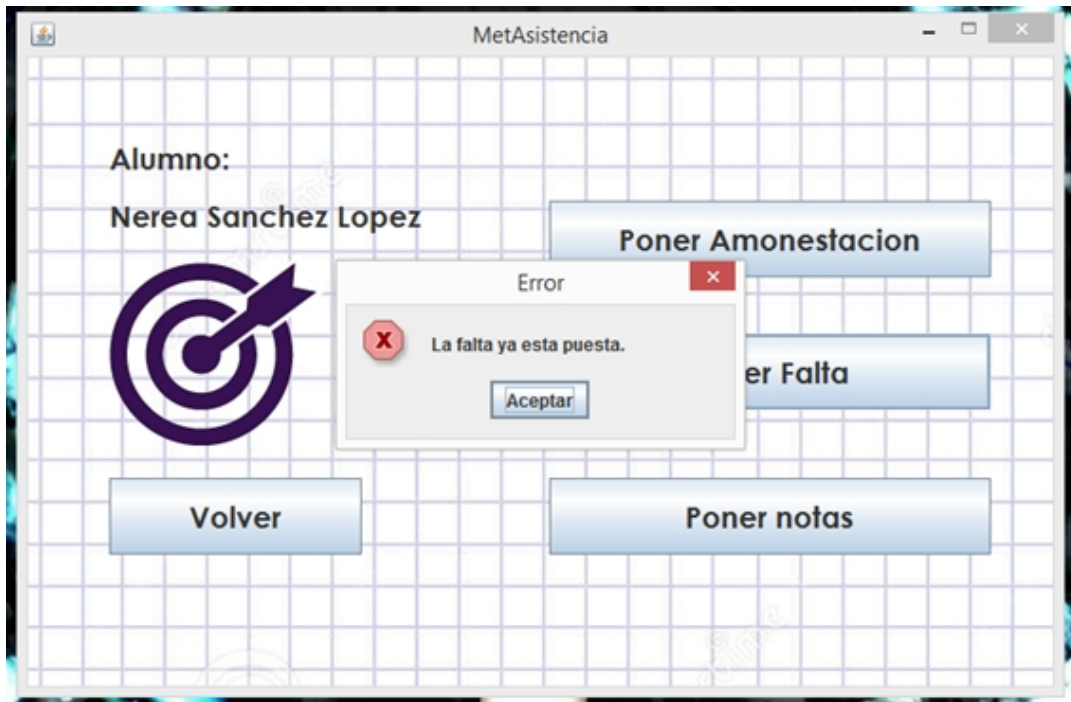 MetAsistencia
Alumno:
Nerea Sanchez Lopez
Poner Amonestacion
Error
La falta ya esta puesta.
Aceptar
er Falta
Volver
Poner notas